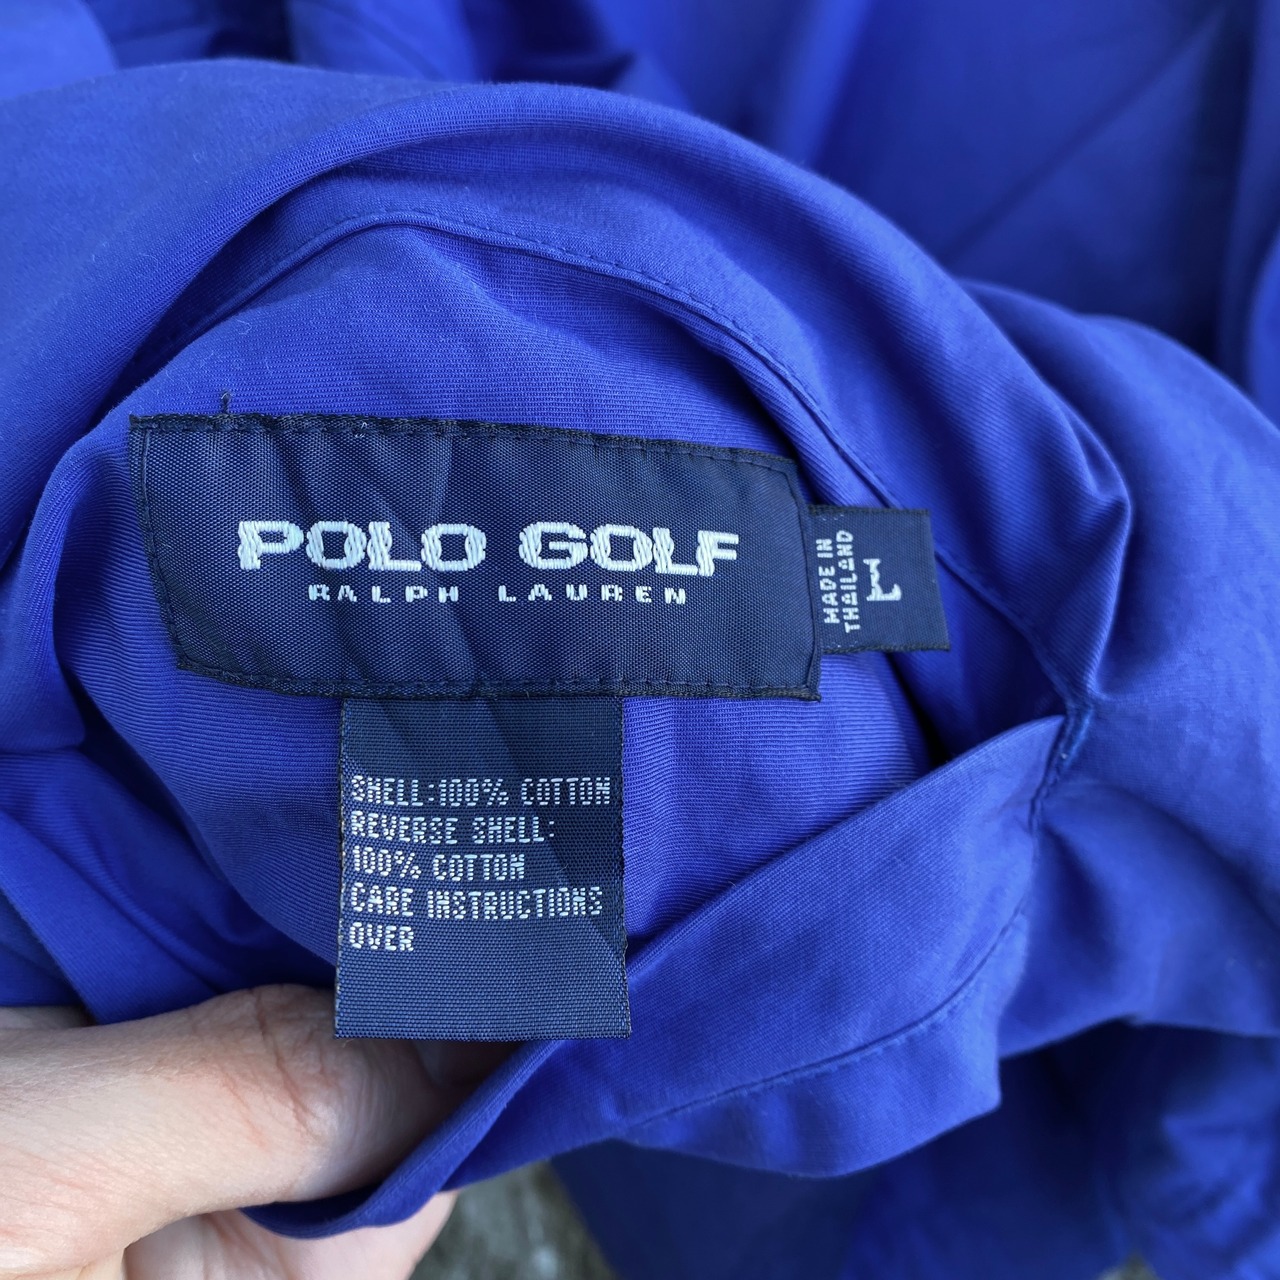 POLO GOLF
RALPH LAUREN
MADE IN
THAILAND
L
SHELL:100% COTTON
REVERSE SHELL:
100% COTTON
CARE INSTRUCTIONS
OVER